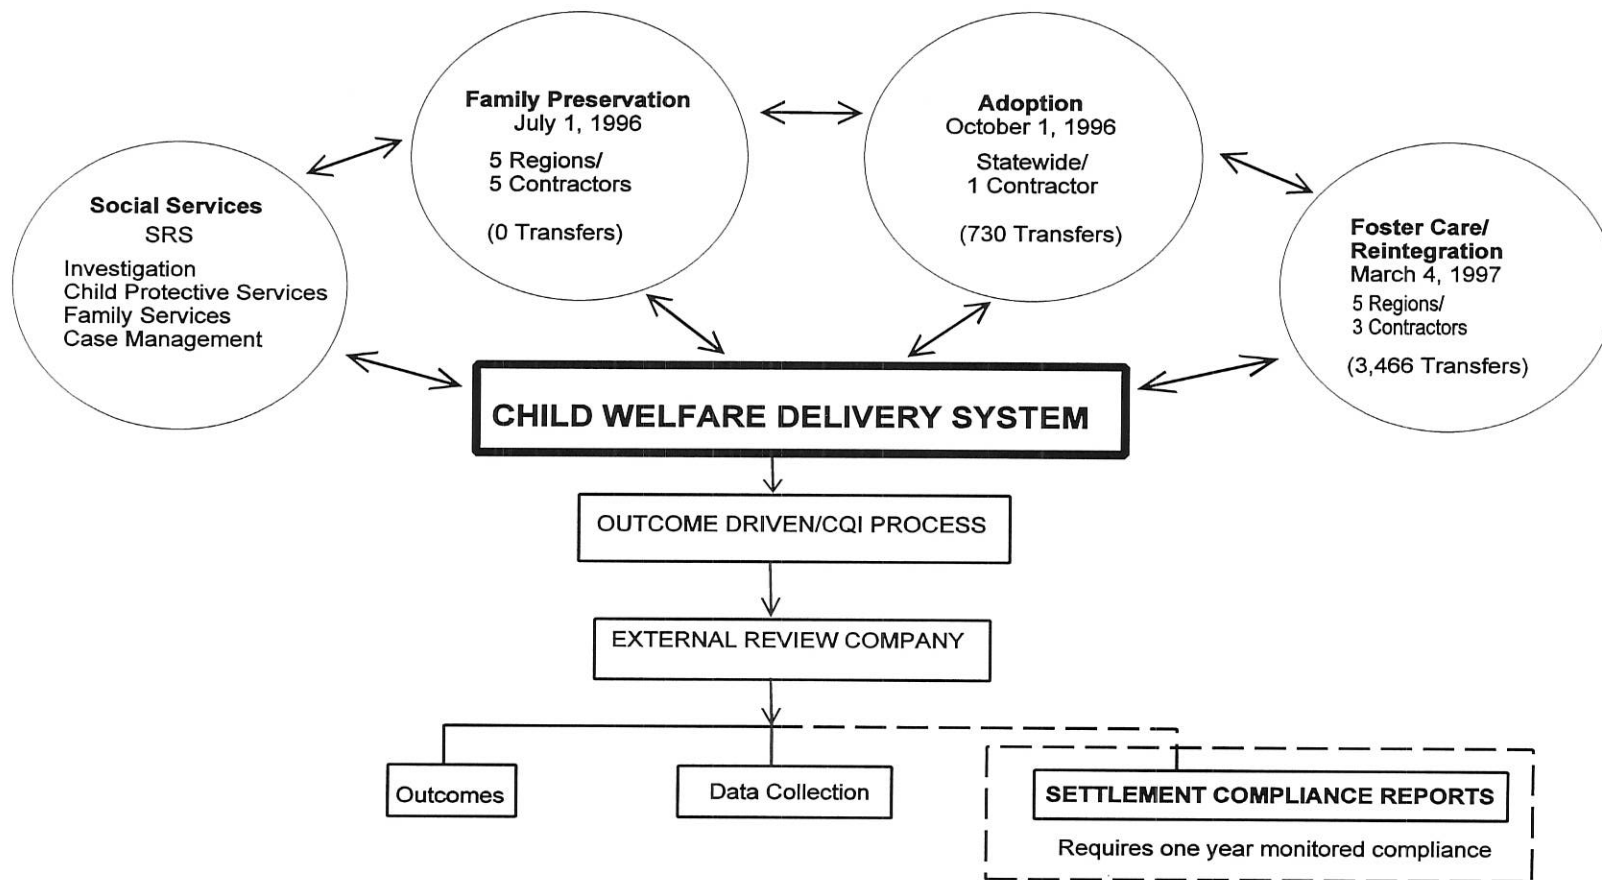 Social Services
SRS
Investigation
Child Protective Services
Family Services
Case Management
Family Preservation
July 1, 1996
5 Regions/
5 Contractors
(0 Transfers)
Adoption
October 1, 1996
Statewide/
1 Contractor
(730 Transfers)
Foster Care/
Reintegration
March 4, 1997
5 Regions/
3 Contractors
(3,466 Transfers)
CHILD WELFARE DELIVERY SYSTEM
OUTCOME DRIVEN/CQI PROCESS
EXTERNAL REVIEW COMPANY
Outcomes
Data Collection
SETTLEMENT COMPLIANCE REPORTS
Requires one year monitored compliance